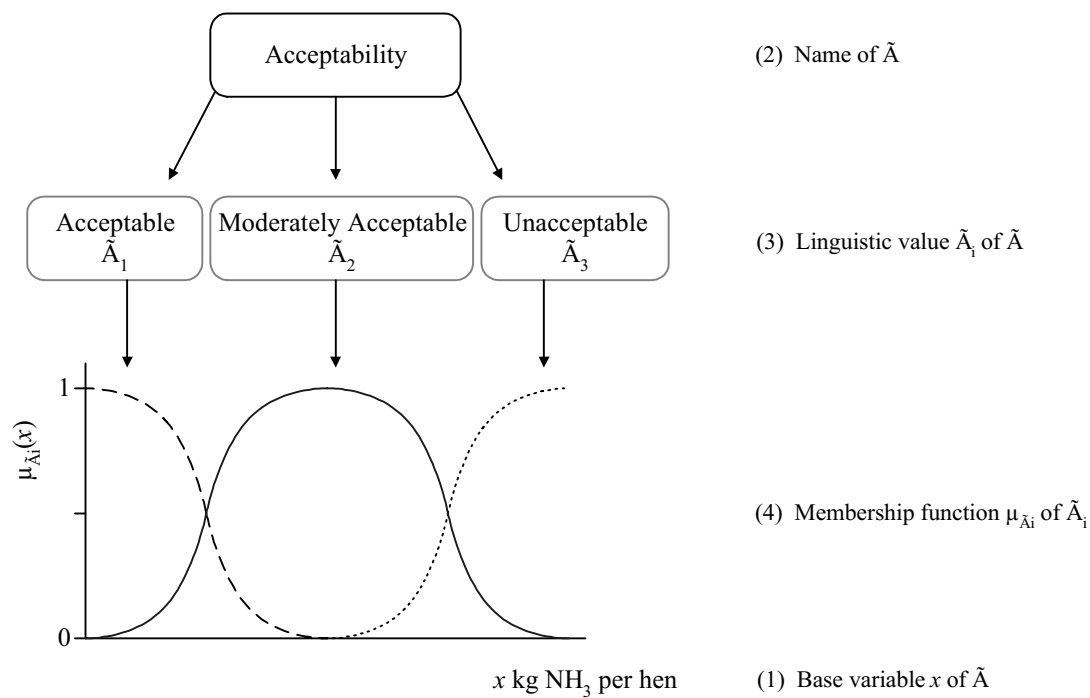 Acceptability
(2) Name of Ã
Acceptable
Ã₁
Moderately Acceptable
Ã₂
Unacceptable
Ã₃
(3) Linguistic value Ãᵢ of Ã
1
μÃi(x)
0
(4) Membership function μÃi of Ãᵢ
x kg NH₃ per hen
(1) Base variable x of Ã